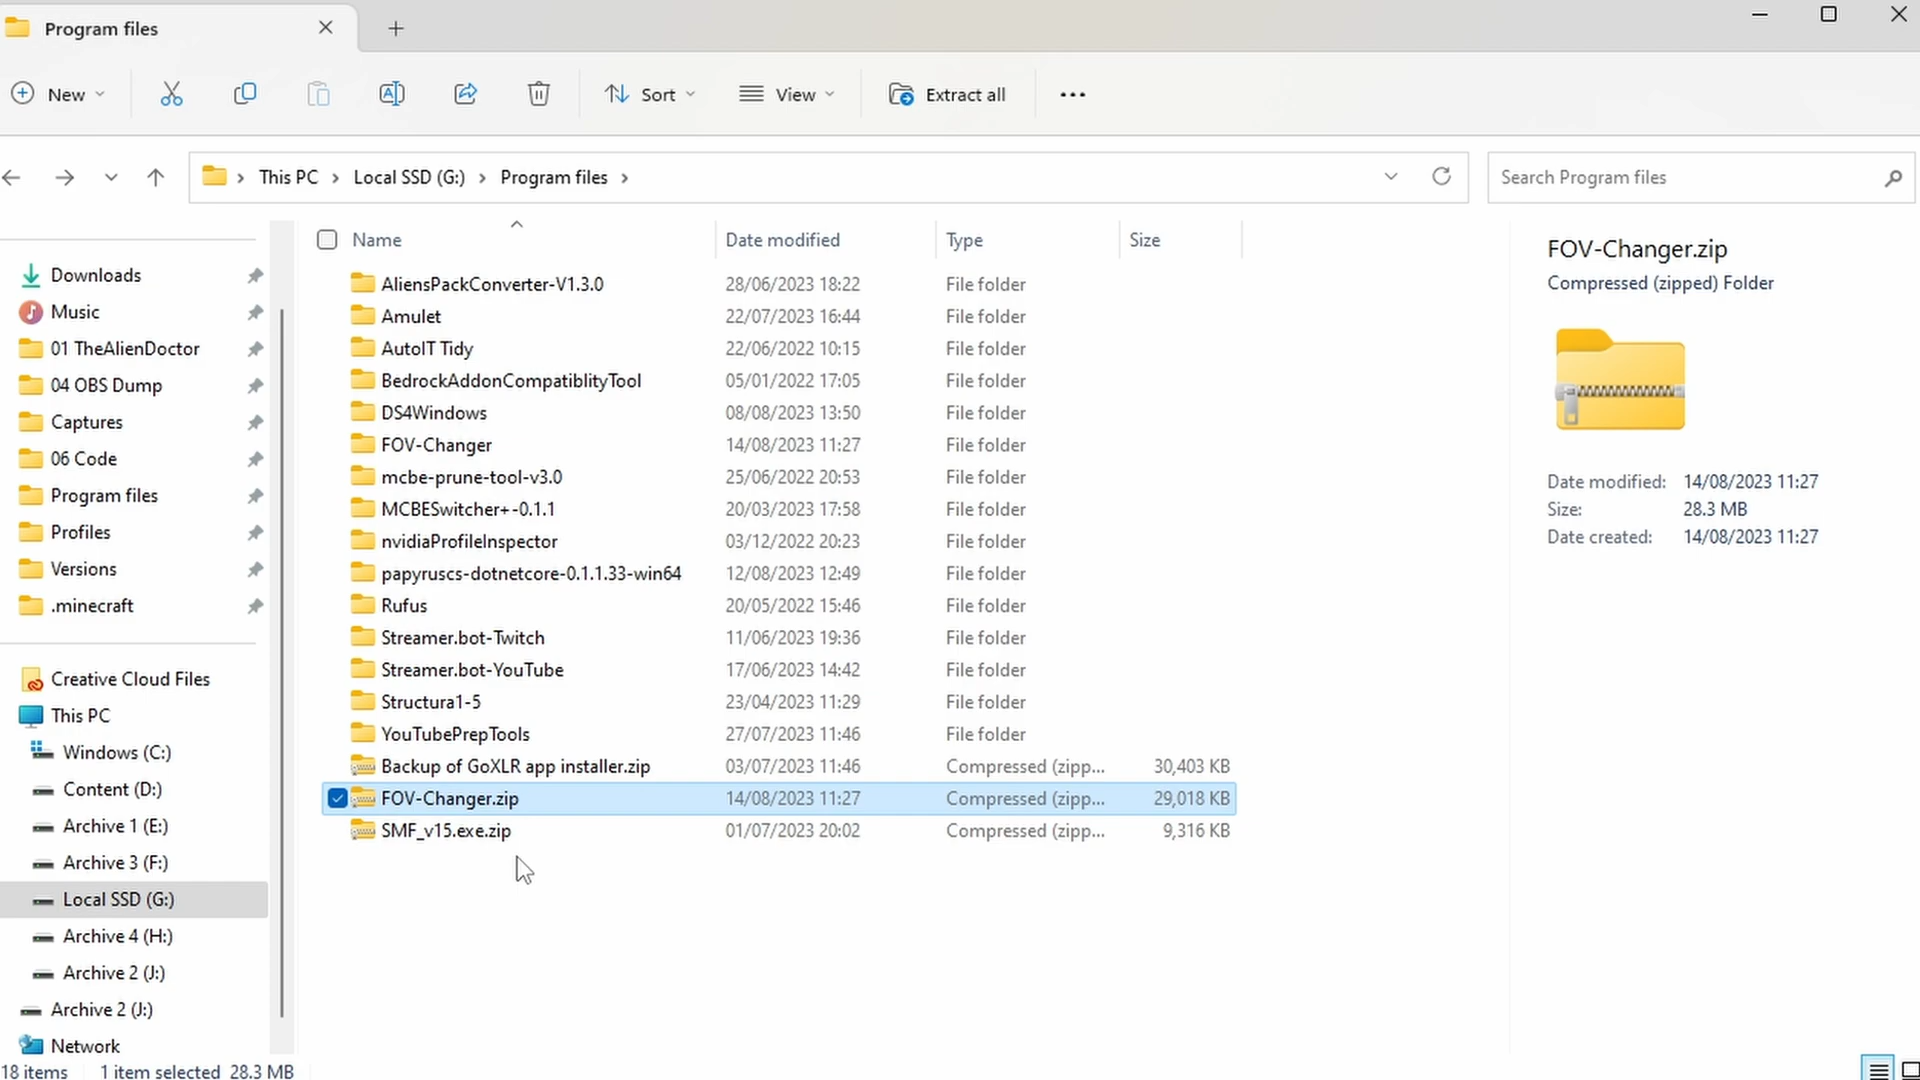 Program files
New
Sort
View
Extract all
This PC
Local SSD (G:)
Program files
Search Program files
Downloads
Music
01 TheAlienDoctor
04 OBS Dump
Captures
06 Code
Program files
Profiles
Versions
.minecraft
Creative Cloud Files
This PC
Windows (C:)
Content (D:)
Archive 1 (E:)
Archive 3 (F:)
Local SSD (G:)
Archive 4 (H:)
Archive 2 (J:)
Archive 2 (J:)
Network
Name Date modified Type Size
AliensPackConverter-V1.3.0 28/06/2023 18:22 File folder
Amulet 22/07/2023 16:44 File folder
AutoIT Tidy 22/06/2022 10:15 File folder
BedrockAddonCompatiblityTool 05/01/2022 17:05 File folder
DS4Windows 08/08/2023 13:50 File folder
FOV-Changer 14/08/2023 11:27 File folder
mcbe-prune-tool-v3.0 25/06/2022 20:53 File folder
MCBESwitcher+-0.1.1 20/03/2023 17:58 File folder
nvidiaProfileInspector 03/12/2022 20:23 File folder
papyruscs-dotnetcore-0.1.1.33-win64 12/08/2023 12:49 File folder
Rufus 20/05/2022 15:46 File folder
Streamer.bot-Twitch 11/06/2023 19:36 File folder
Streamer.bot-YouTube 17/06/2023 14:42 File folder
Structura1-5 23/04/2023 11:29 File folder
YouTubePrepTools 27/07/2023 11:46 File folder
Backup of GoXLR app installer.zip 03/07/2023 11:46 Compressed (zipp... 30,403 KB
FOV-Changer.zip 14/08/2023 11:27 Compressed (zipp... 29,018 KB
SMF_v15.exe.zip 01/07/2023 20:02 Compressed (zipp... 9,316 KB
FOV-Changer.zip
Compressed (zipped) Folder
Date modified: 14/08/2023 11:27
Size: 28.3 MB
Date created: 14/08/2023 11:27
18 items 1 item selected 28.3 MB